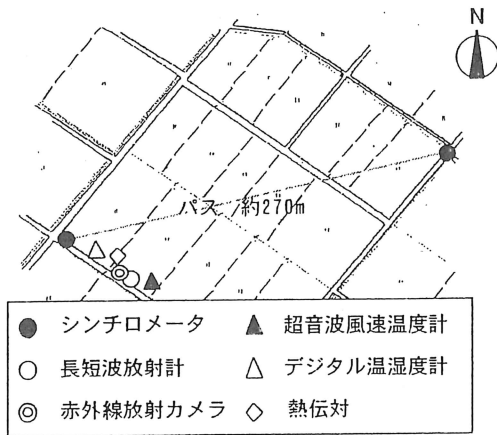 N
パス 約270m
シンチロメータ
超音波風速温度計
長短波放射計
デジタル温湿度計
赤外線放射カメラ
熱伝対